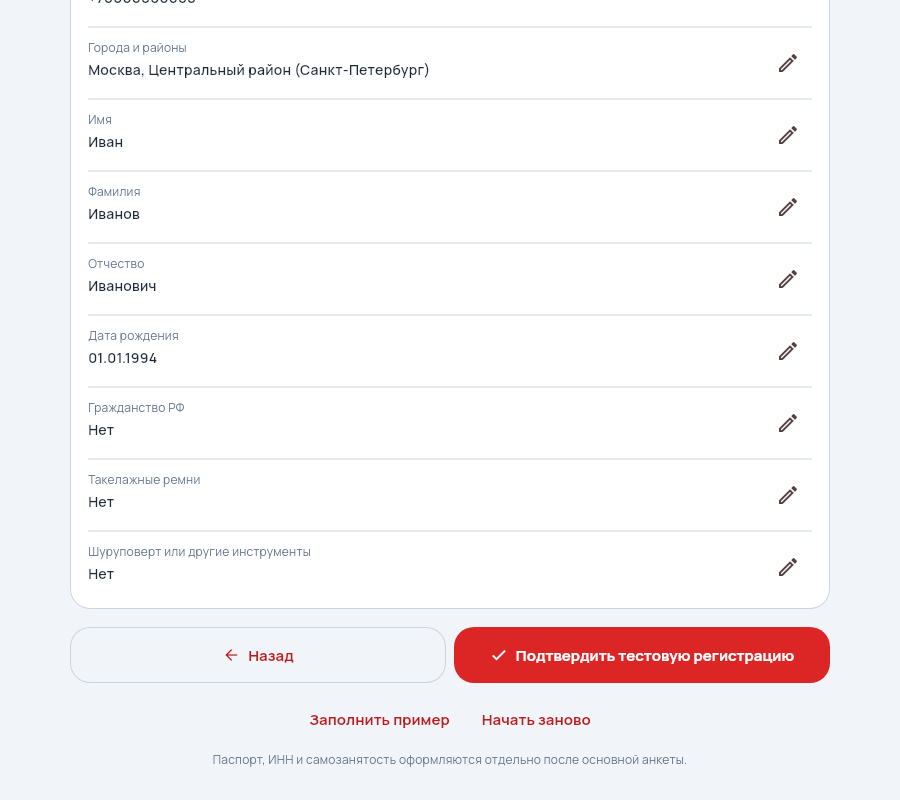 Города и районы
Москва, Центральный район (Санкт-Петербург)
Имя
Иван
Фамилия
Иванов
Отчество
Иванович
Дата рождения
01.01.1994
Гражданство РФ
Нет
Такелажные ремни
Нет
Шуруповерт или другие инструменты
Нет
Назад
Подтвердить тестовую регистрацию
Заполнить пример
Начать заново
Паспорт, ИНН и самозанятость оформляются отдельно после основной анкеты.